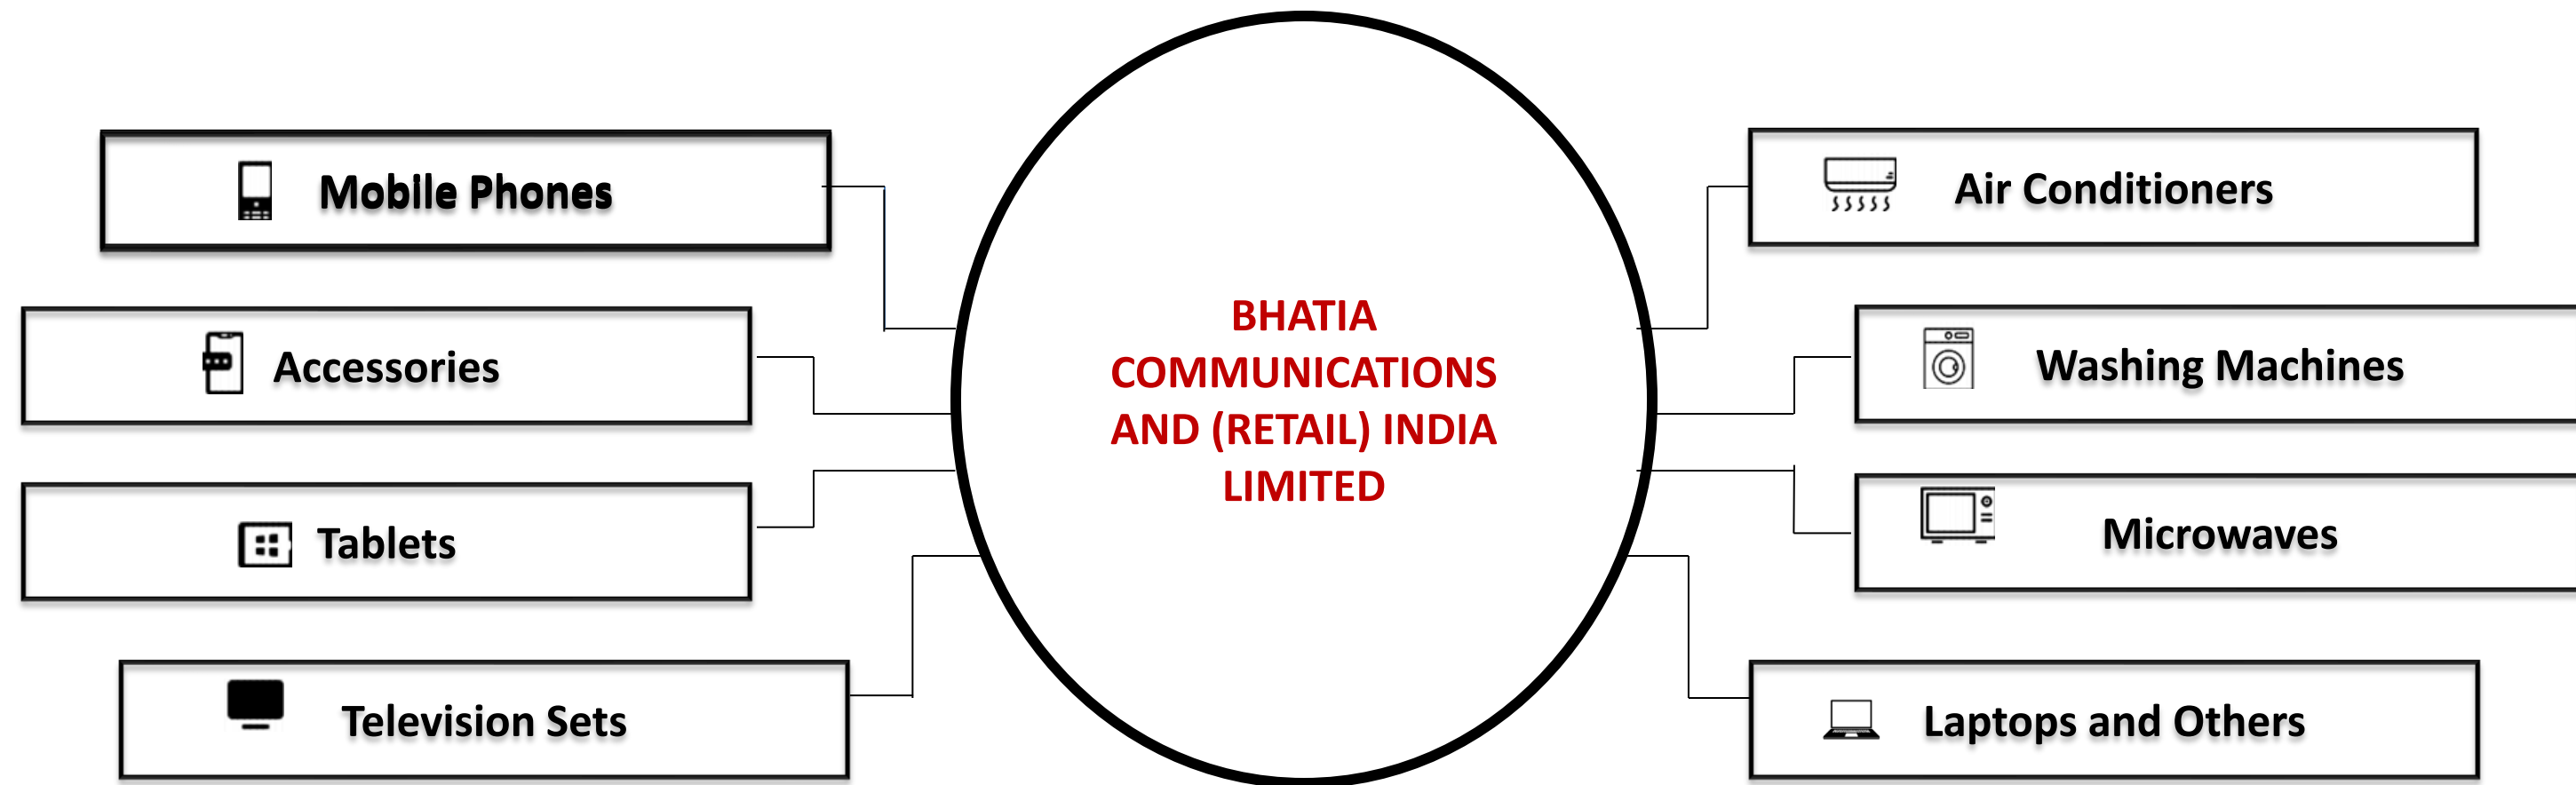 Mobile Phones
Accessories
Tablets
Television Sets
BHATIA
COMMUNICATIONS
AND (RETAIL) INDIA
LIMITED
Air Conditioners
Washing Machines
Microwaves
Laptops and Others